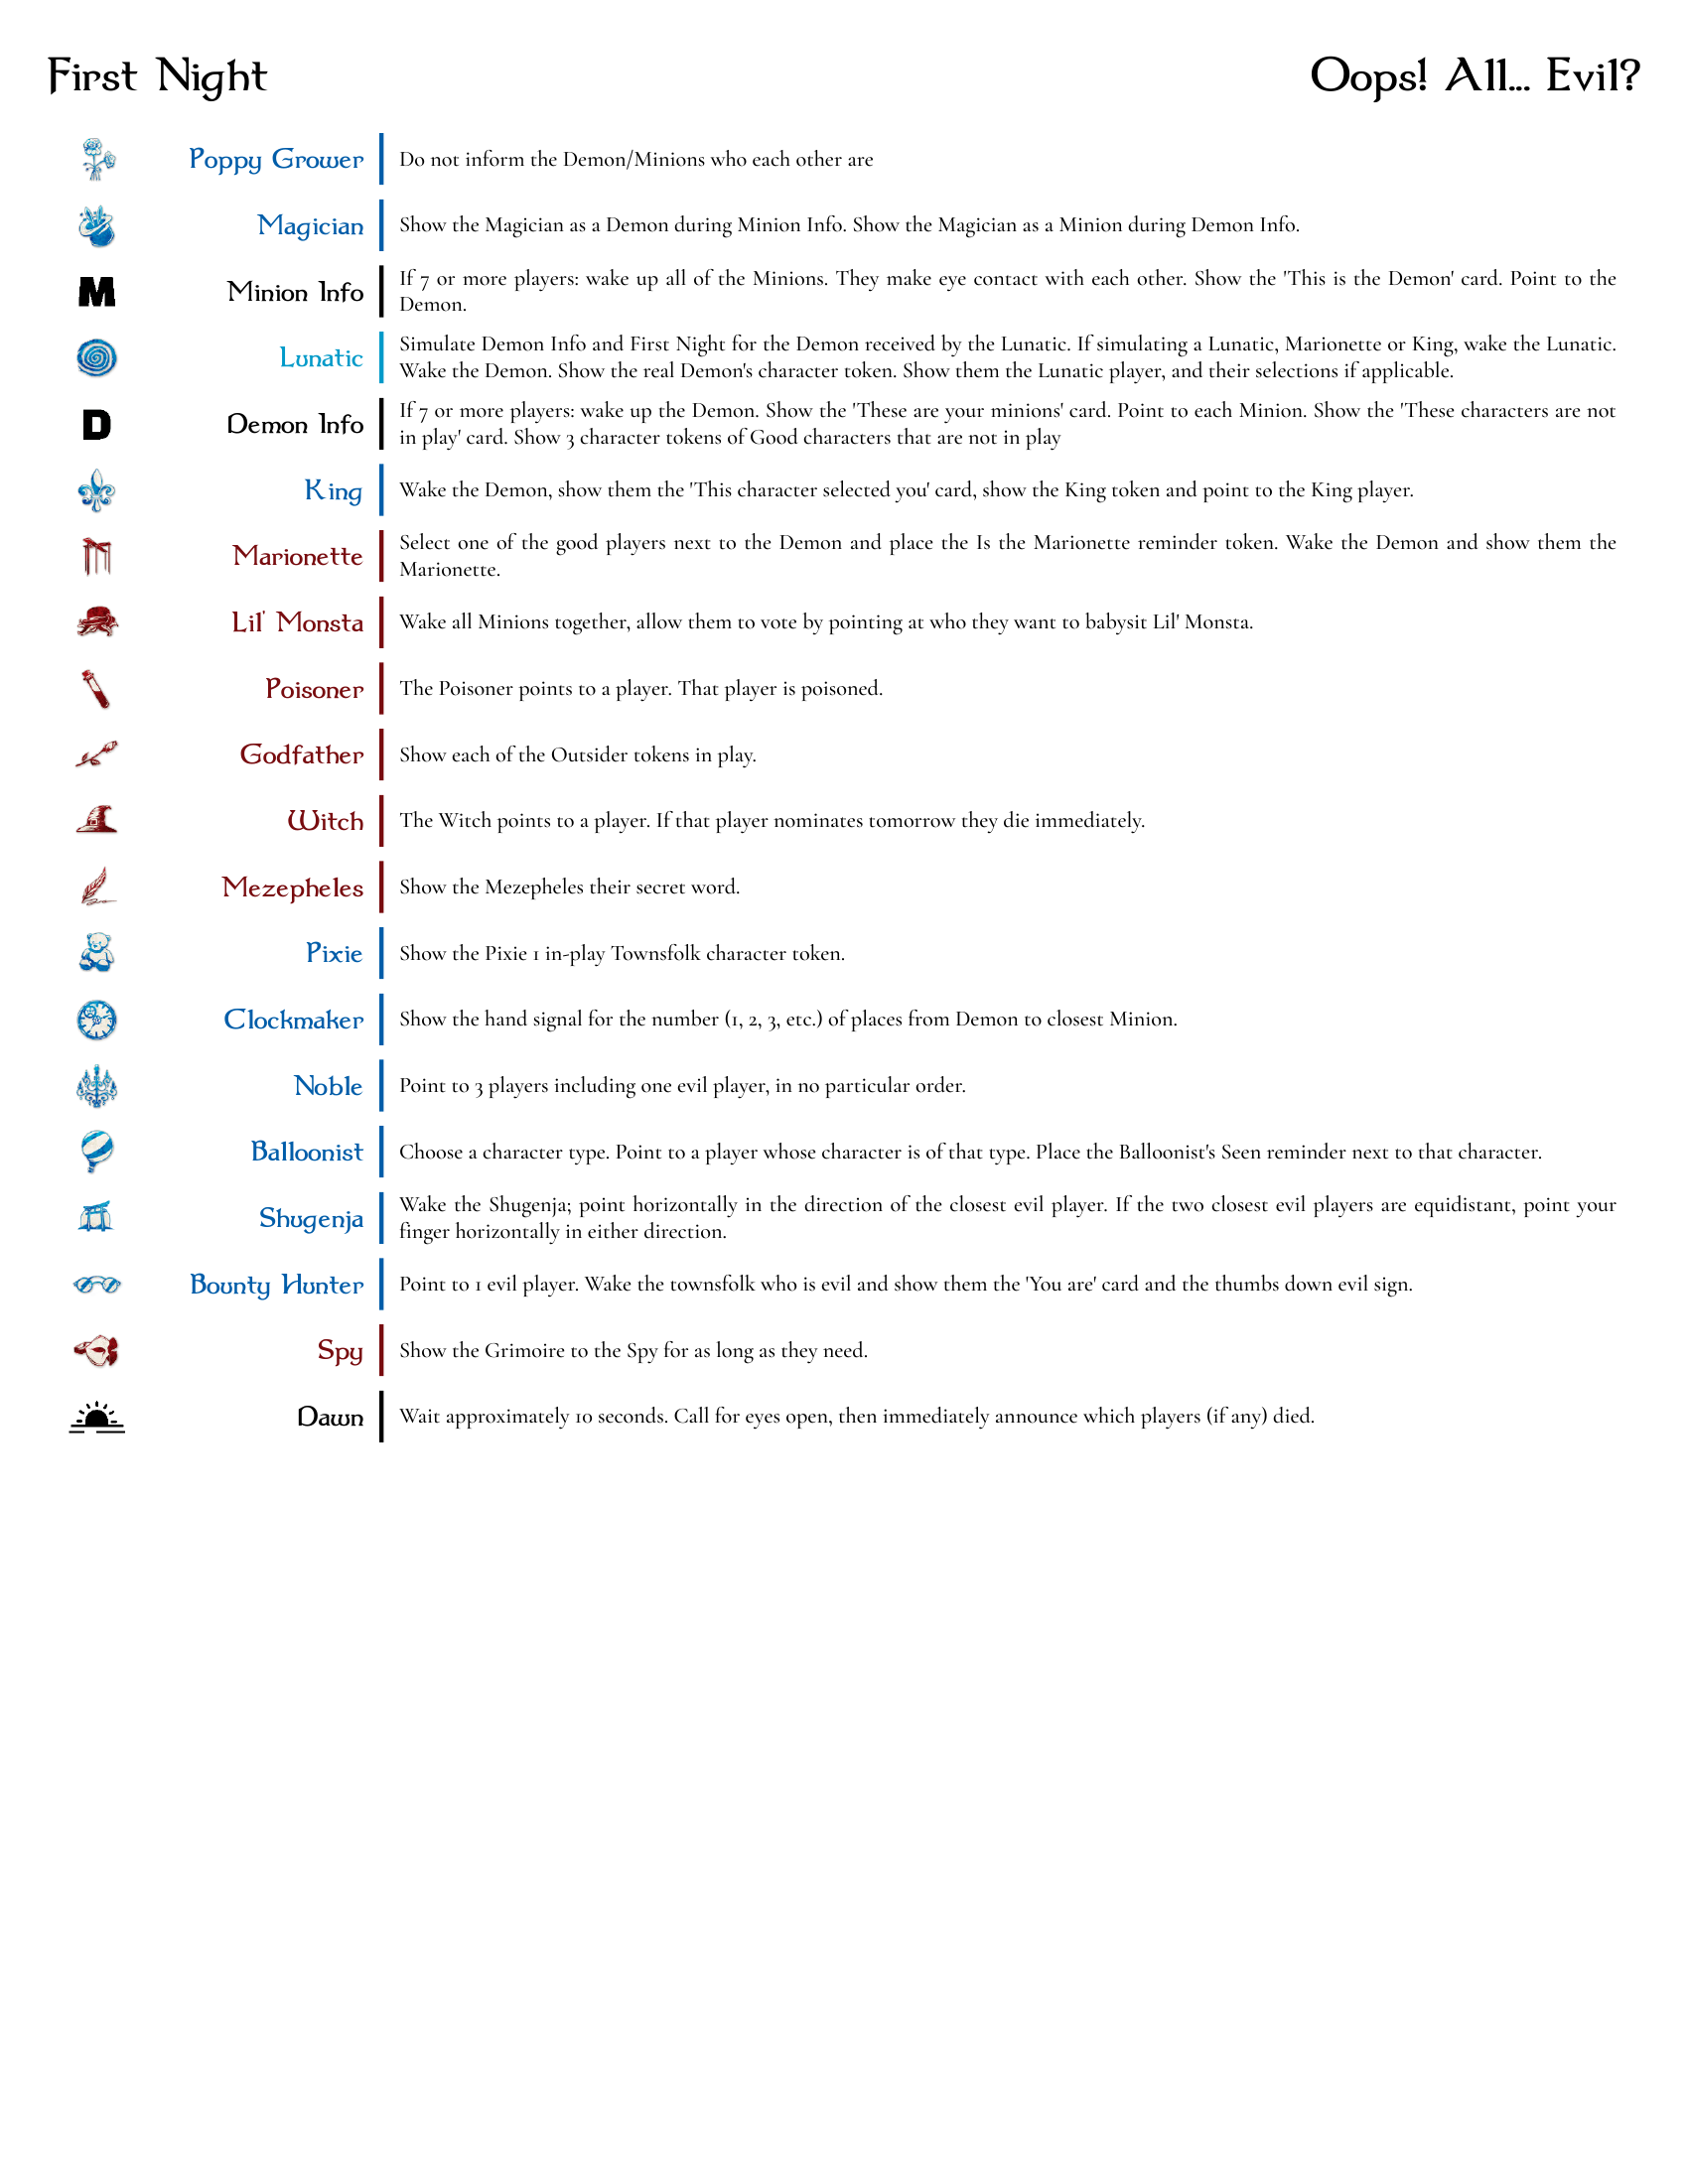 First Night
Oops! All... Evil?
Poppy Grower
Do not inform the Demon/Minions who each other are
Magician
Show the Magician as a Demon during Minion Info. Show the Magician as a Minion during Demon Info.
M
Minion Info
If 7 or more players: wake up all of the Minions. They make eye contact with each other. Show the 'This is the Demon' card. Point to the
Demon.
Lunatic
Simulate Demon Info and First Night for the Demon received by the Lunatic. If simulating a Lunatic, Marionette or King, wake the Lunatic.
Wake the Demon. Show the real Demon's character token. Show them the Lunatic player, and their selections if applicable.
D
Demon Info
If 7 or more players: wake up the Demon. Show the 'These are your minions' card. Point to each Minion. Show the 'These characters are not
in play' card. Show 3 character tokens of Good characters that are not in play
King
Wake the Demon, show them the 'This character selected you' card, show the King token and point to the King player.
Marionette
Select one of the good players next to the Demon and place the Is the Marionette reminder token. Wake the Demon and show them the
Marionette.
Lil' Monsta
Wake all Minions together, allow them to vote by pointing at who they want to babysit Lil' Monsta.
Poisoner
The Poisoner points to a player. That player is poisoned.
Godfather
Show each of the Outsider tokens in play.
Witch
The Witch points to a player. If that player nominates tomorrow they die immediately.
Mezepheles
Show the Mezepheles their secret word.
Pixie
Show the Pixie 1 in-play Townsfolk character token.
Clockmaker
Show the hand signal for the number (1, 2, 3, etc.) of places from Demon to closest Minion.
Noble
Point to 3 players including one evil player, in no particular order.
Balloonist
Choose a character type. Point to a player whose character is of that type. Place the Balloonist's Seen reminder next to that character.
Shugenja
Wake the Shugenja; point horizontally in the direction of the closest evil player. If the two closest evil players are equidistant, point your
finger horizontally in either direction.
Bounty Hunter
Point to 1 evil player. Wake the townsfolk who is evil and show them the 'You are' card and the thumbs down evil sign.
Spy
Show the Grimoire to the Spy for as long as they need.
Dawn
Wait approximately 10 seconds. Call for eyes open, then immediately announce which players (if any) died.